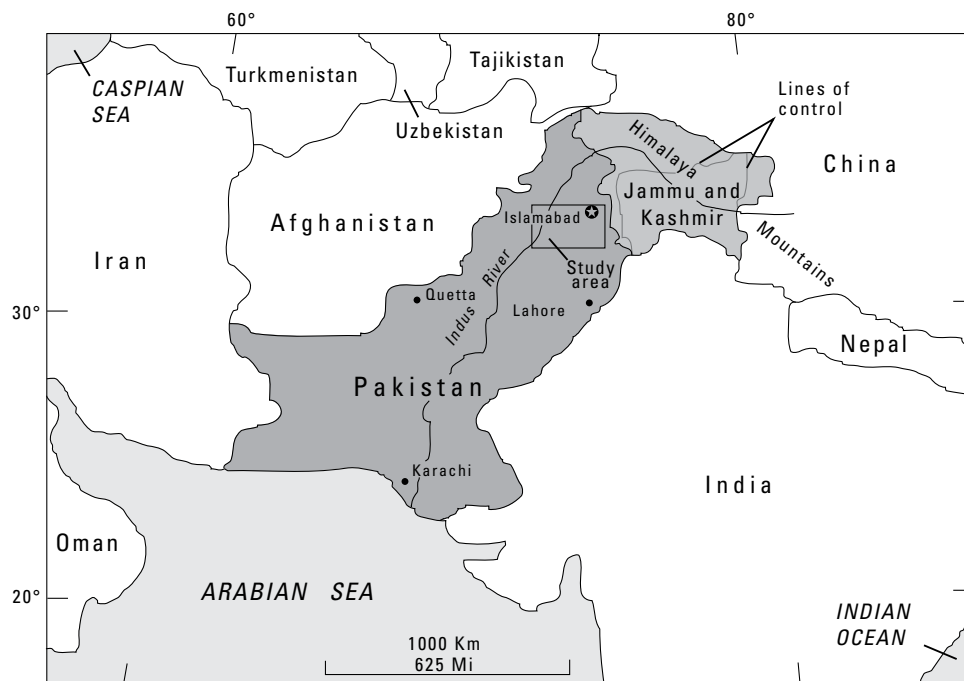 60°
80°
Turkmenistan
Tajikistan
CASPIAN
SEA
Uzbekistan
Lines of
control
Himalaya
China
Jammu and
Kashmir
Afghanistan
Islamabad
Iran
Mountains
Study
area
Indus River
Quetta
Lahore
30°
Nepal
Pakistan
Karachi
India
Oman
ARABIAN SEA
20°
INDIAN
OCEAN
1000 Km
625 Mi